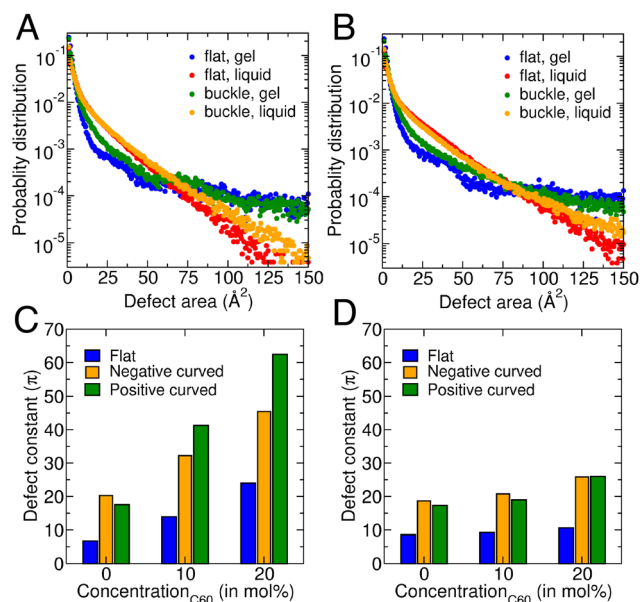 A
B
Probablity distribution
10^-1
10^-2
10^-3
10^-4
10^-5
flat, gel
flat, liquid
buckle, gel
buckle, liquid
0 25 50 75 100 125 150
Defect area (Å²)
Probablity distribution
10^-1
10^-2
10^-3
10^-4
10^-5
flat, gel
flat, liquid
buckle, gel
buckle, liquid
0 25 50 75 100 125 150
Defect area (Å²)
C
D
Defect constant (π)
70
60
50
40
30
20
10
0
Flat
Negative curved
Positive curved
0 10 20
Concentration_C60 (in mol%)
Defect constant (π)
70
60
50
40
30
20
10
0
Flat
Negative curved
Positive curved
0 10 20
Concentration_C60 (in mol%)